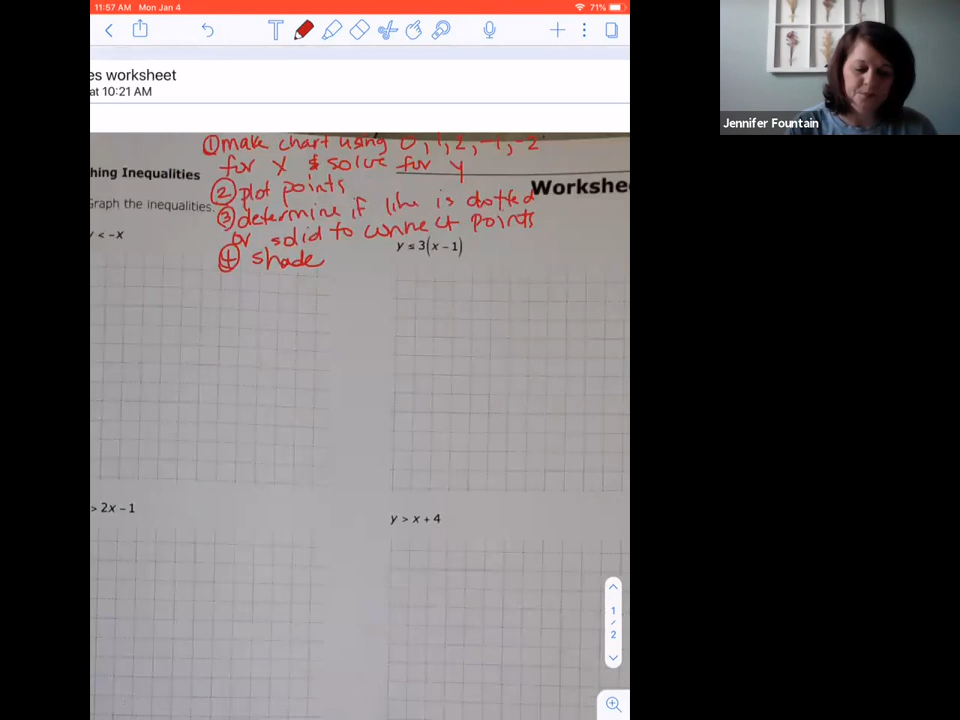 11:57 AM Mon Jan 4
71%
es worksheet
at 10:21 AM
① make chart using 0, 1, 2, -1, -2
for x & solve for y
② plot points
③ determine if line is dotted
or solid to connect points
④ shade
hing Inequalities
Workshe
Graph the inequalities.
y < -x
y ≤ 3(x − 1)
> 2x − 1
y > x + 4
1
/
2
Jennifer Fountain